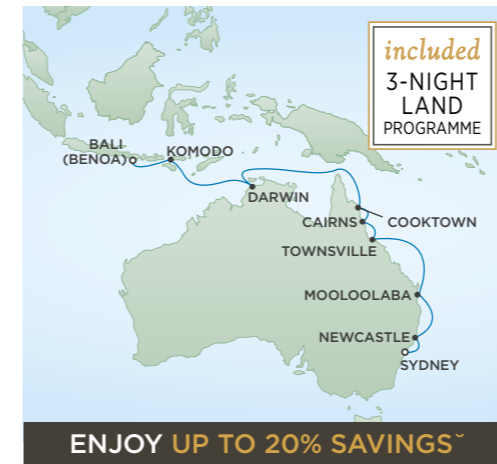 included
3-NIGHT
LAND
PROGRAMME
BALI
(BENOA)
KOMODO
DARWIN
COOKTOWN
CAIRNS
TOWNSVILLE
MOOLOOLABA
NEWCASTLE
SYDNEY
ENJOY UP TO 20% SAVINGS˘